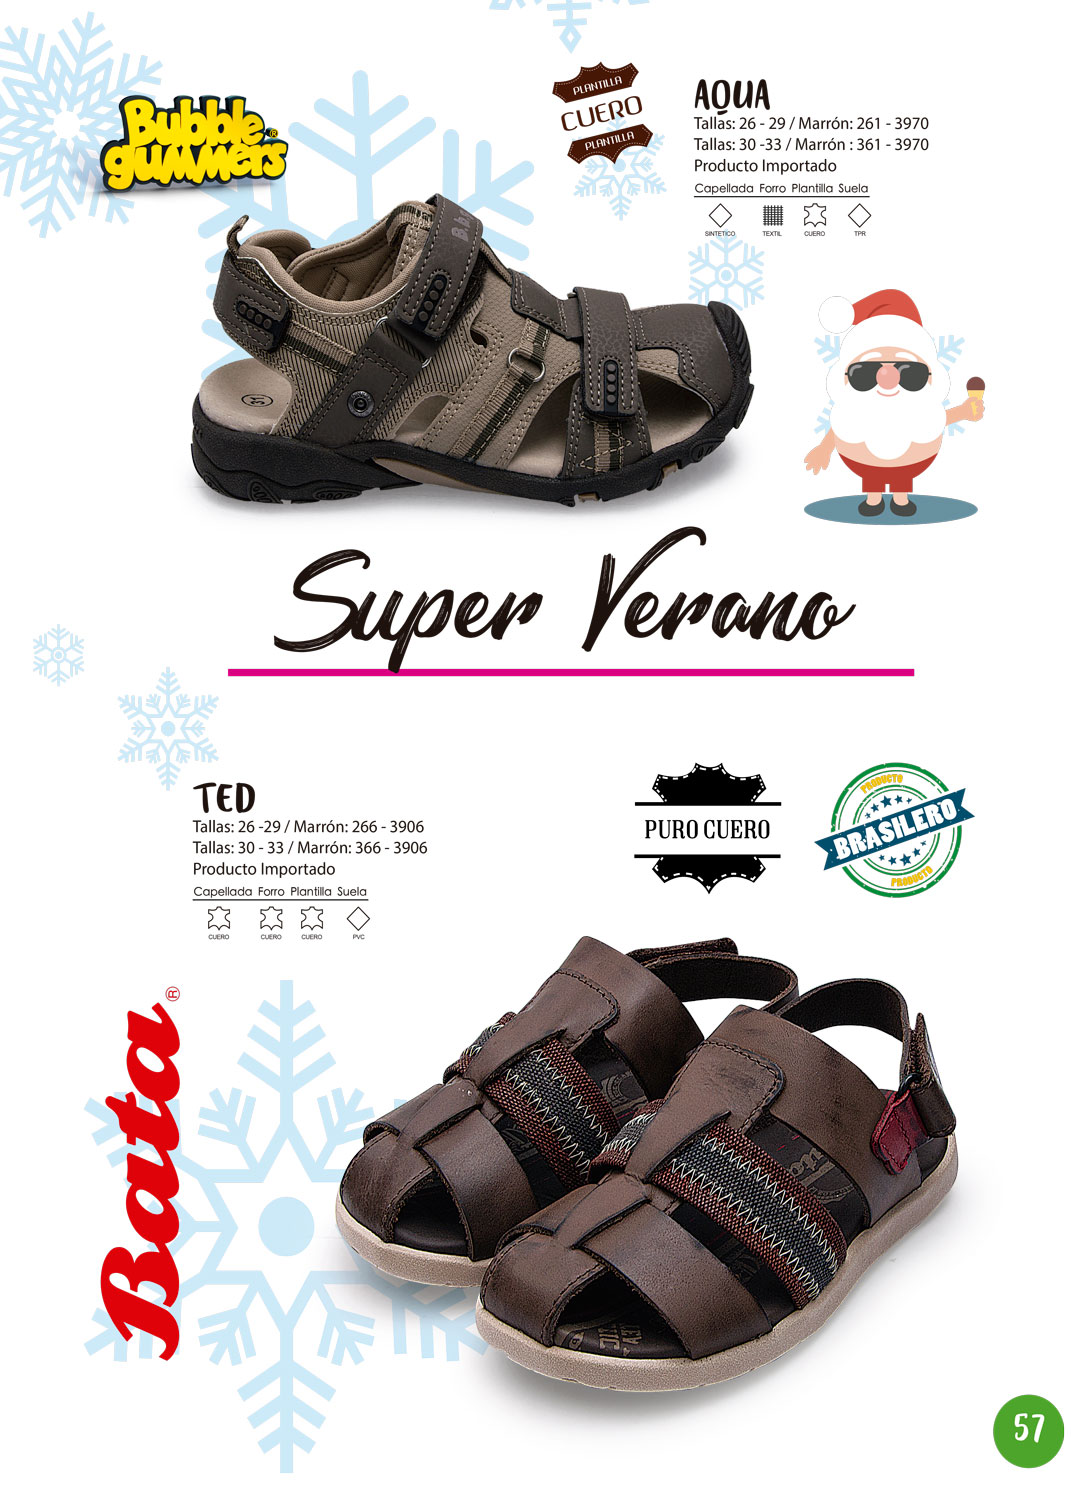 Bubble
gummers®
PLANTILLA
CUERO
PLANTILLA
AQUA
Tallas: 26 - 29 / Marrón: 261 - 3970
Tallas: 30 -33 / Marrón : 361 - 3970
Producto Importado
Capellada Forro Plantilla Suela
SINTETICO TEXTIL CUERO TPR
B.b.g
31
Super Verano
TED
Tallas: 26 -29 / Marrón: 266 - 3906
Tallas: 30 - 33 / Marrón: 366 - 3906
Producto Importado
Capellada Forro Plantilla Suela
CUERO CUERO CUERO PVC
PURO CUERO
PRODUCTO
BRASILERO
PRODUCTO
Bata®
57